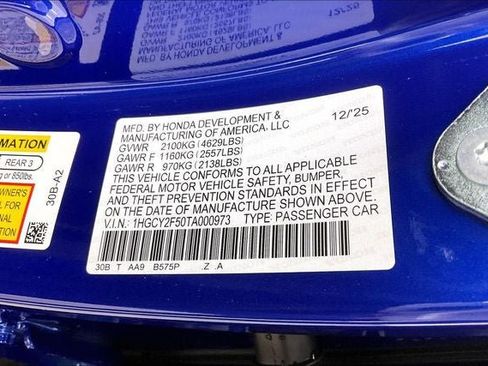 MFD. BY HONDA DEVELOPMENT &
MANUFACTURING OF AMERICA, LLC
12/'25
GVWR 2100KG(4629LBS)
GAWR F 1160KG(2557LBS)
GAWR R 970KG(2138LBS)
THIS VEHICLE CONFORMS TO ALL APPLICABLE
FEDERAL MOTOR VEHICLE SAFETY, BUMPER,
AND THEFT PREVENTION STANDARDS IN EFFECT
ON THE DATE OF MANUFACTURE SHOWN ABOVE.
V.I.N.: 1HGCY2F50TA000973 TYPE: PASSENGER CAR
30B T AA9 B575P .Z .A
REAR 3
30B-A2